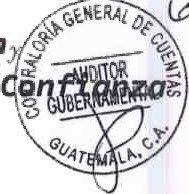 CONTRALORÍA GENERAL DE CUENTAS
AUDITOR
Confianza
GUBERNAMENTAL
GUATEMALA, C.A.